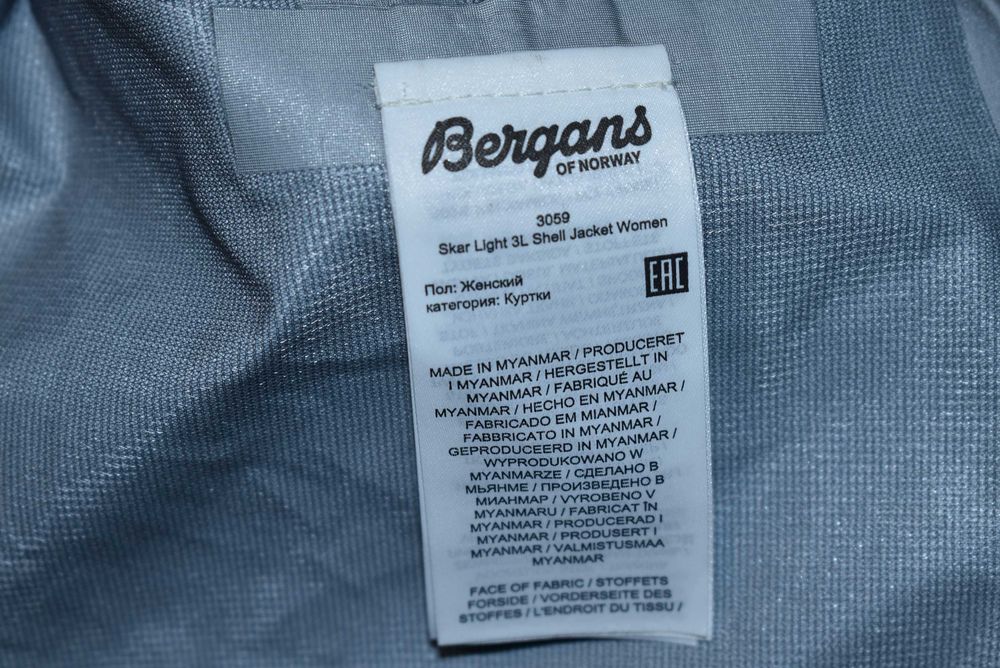 Bergans
OF NORWAY
3059
Skar Light 3L Shell Jacket Women
Пол: Женский
категория: Куртки
EAC
MADE IN MYANMAR / PRODUCERET
I MYANMAR / HERGESTELLT IN
MYANMAR / FABRIQUÉ AU
MYANMAR / HECHO EN MYANMAR /
FABRICADO EM MIANMAR /
FABBRICATO IN MYANMAR /
GEPRODUCEERD IN MYANMAR /
WYPRODUKOWANO W
MYANMARZE / СДЕЛАНО В
МЬЯНМЕ / ПРОИЗВЕДЕНО В
МИАНМАР / VYROBENO V
MYANMARU / FABRICAT ÎN
MYANMAR / PRODUCERAD I
MYANMAR / PRODUSERT I
MYANMAR / VALMISTUSMAA
MYANMAR
FACE OF FABRIC / STOFFETS
FORSIDE / VORDERSEITE DES
STOFFES / L'ENDROIT DU TISSU /